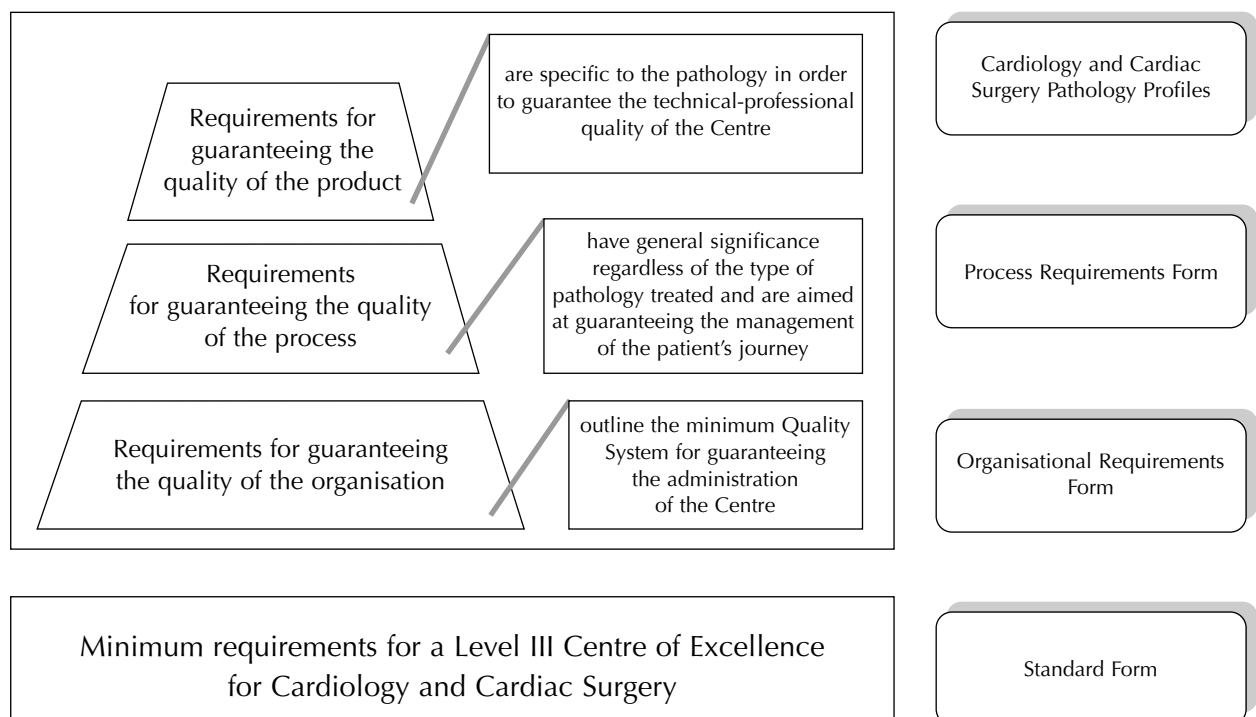 Requirements for
guaranteeing the
quality of the product
are specific to the pathology in order
to guarantee the technical-professional
quality of the Centre
Cardiology and Cardiac
Surgery Pathology Profiles
Requirements
for guaranteeing the quality
of the process
have general significance
regardless of the type of
pathology treated and are aimed
at guaranteeing the management
of the patient’s journey
Process Requirements Form
Requirements for guaranteeing
the quality of the organisation
outline the minimum Quality
System for guaranteeing
the administration
of the Centre
Organisational Requirements
Form
Minimum requirements for a Level III Centre of Excellence
for Cardiology and Cardiac Surgery
Standard Form